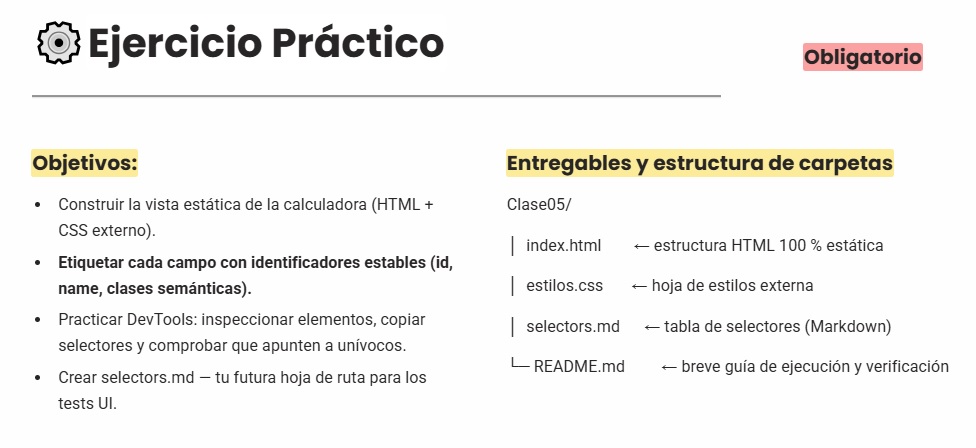 Ejercicio Práctico
Obligatorio
Objetivos:
• Construir la vista estática de la calculadora (HTML +
CSS externo).
• Etiquetar cada campo con identificadores estables (id,
name, clases semánticas).
• Practicar DevTools: inspeccionar elementos, copiar
selectores y comprobar que apunten a unívocos.
• Crear selectors.md — tu futura hoja de ruta para los
tests UI.
Entregables y estructura de carpetas
Clase05/
│ index.html ← estructura HTML 100 % estática
│ estilos.css ← hoja de estilos externa
│ selectors.md ← tabla de selectores (Markdown)
└─ README.md ← breve guía de ejecución y verificación